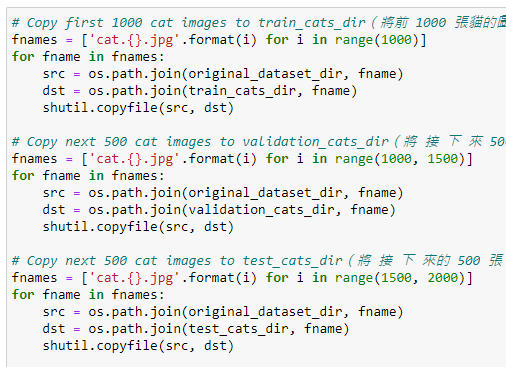 # Copy first 1000 cat images to train_cats_dir (將前 1000 張貓的
fnames = ['cat.{}.jpg'.format(i) for i in range(1000)]
for fname in fnames:
    src = os.path.join(original_dataset_dir, fname)
    dst = os.path.join(train_cats_dir, fname)
    shutil.copyfile(src, dst)

# Copy next 500 cat images to validation_cats_dir (將 接 下 來 500
fnames = ['cat.{}.jpg'.format(i) for i in range(1000, 1500)]
for fname in fnames:
    src = os.path.join(original_dataset_dir, fname)
    dst = os.path.join(validation_cats_dir, fname)
    shutil.copyfile(src, dst)

# Copy next 500 cat images to test_cats_dir (將 接 下 來的 500 張
fnames = ['cat.{}.jpg'.format(i) for i in range(1500, 2000)]
for fname in fnames:
    src = os.path.join(original_dataset_dir, fname)
    dst = os.path.join(test_cats_dir, fname)
    shutil.copyfile(src, dst)